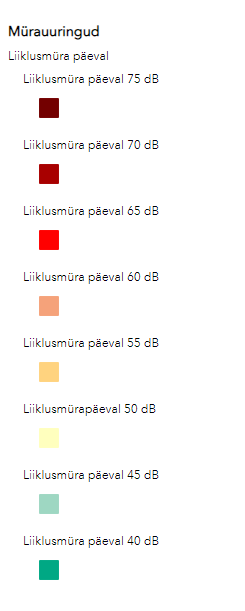 Mürauuringud
Liiklusmüra päeval
Liiklusmüra päeval 75 dB
Liiklusmüra päeval 70 dB
Liiklusmüra päeval 65 dB
Liiklusmüra päeval 60 dB
Liiklusmüra päeval 55 dB
Liiklusmürapäeval 50 dB
Liiklusmüra päeval 45 dB
Liiklusmüra päeval 40 dB